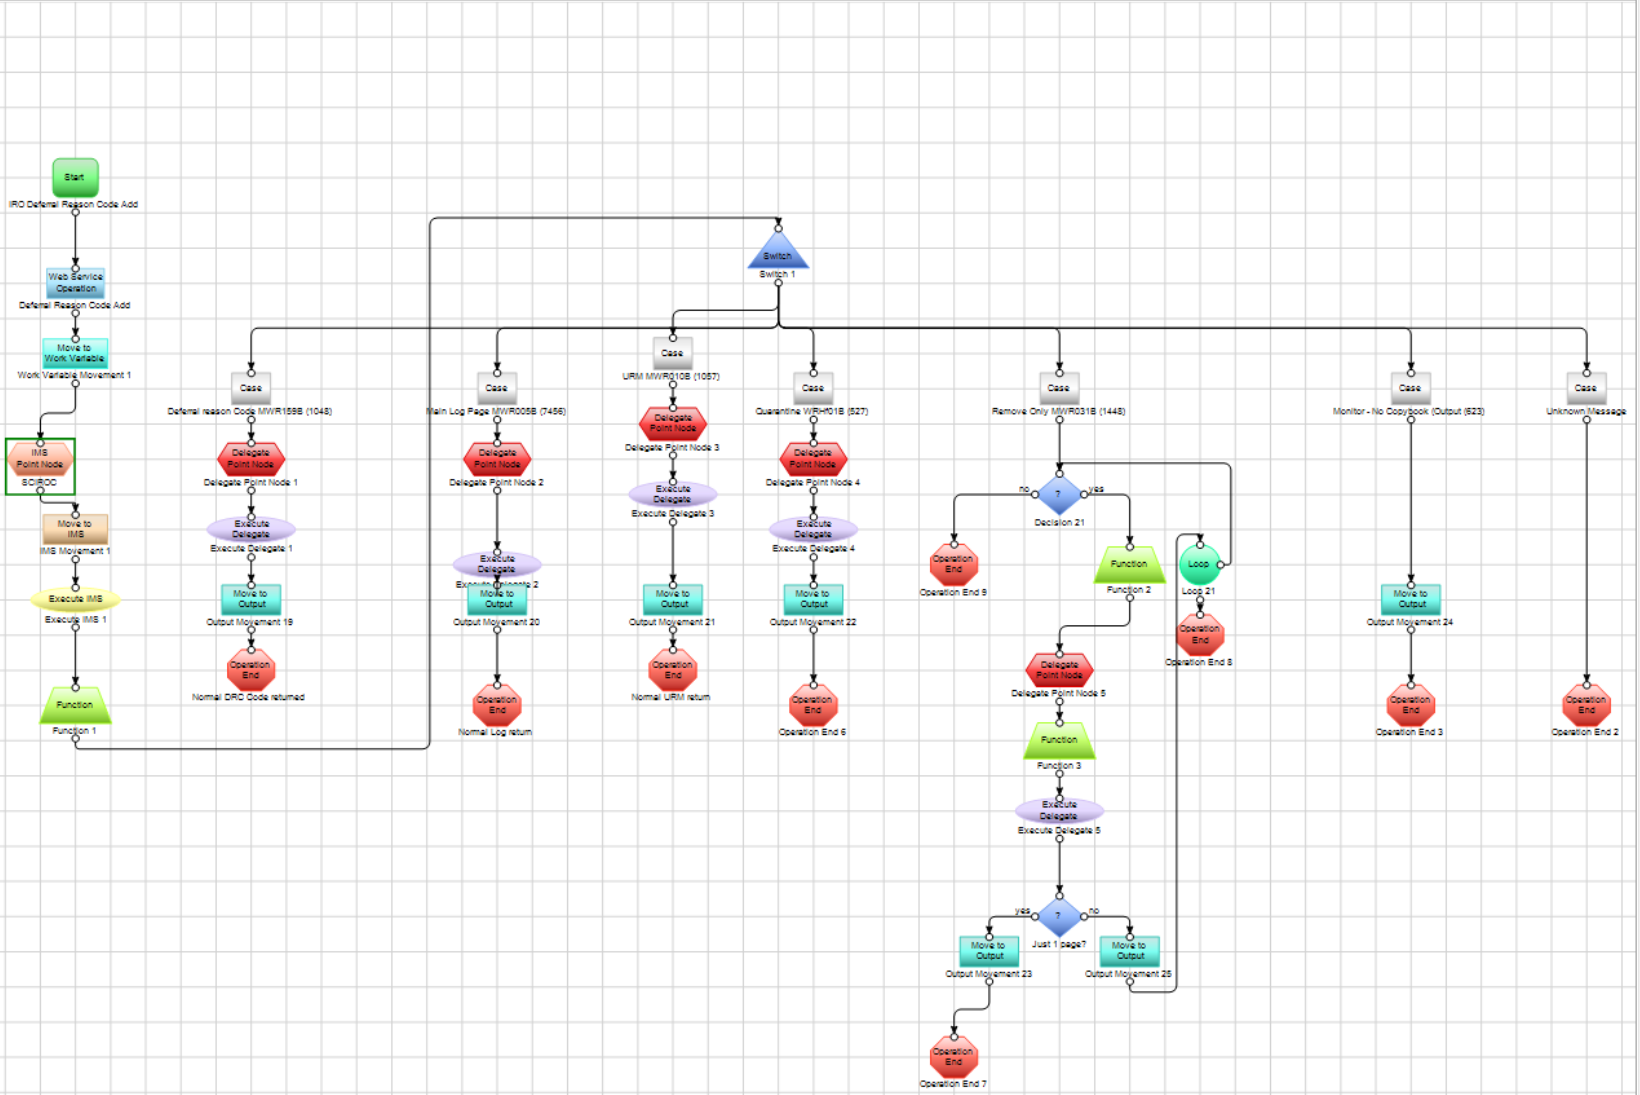 Start
IRO Deferral Reason Code Add
Web Service
Operation
Deferral Reason Code Add
Move to
Work Variable
Work Variable Movement 1
IMS
Point Node
SCIROC
Move to
IMS
IMS Movement 1
Execute IMS
Execute IMS 1
Function
Function 1
Switch
Switch 1
Case
Deferral reason Code MWR159B (1048)
Delegate
Point Node
Delegate Point Node 1
Execute
Delegate
Execute Delegate 1
Move to
Output
Output Movement 19
Operation
End
Normal DRC Code returned
Case
Main Log Page MWR005B (7456)
Delegate
Point Node
Delegate Point Node 2
Execute
Delegate
Execute Delegate 2
Move to
Output
Output Movement 20
Operation
End
Normal Log return
Case
URM MWR010B (1057)
Delegate
Point Node
Delegate Point Node 3
Execute
Delegate
Execute Delegate 3
Move to
Output
Output Movement 21
Operation
End
Normal URM return
Case
Quarantine WRHf01B (527)
Delegate
Point Node
Delegate Point Node 4
Execute
Delegate
Execute Delegate 4
Move to
Output
Output Movement 22
Operation
End
Operation End 6
Case
Remove Only MWR031B (1448)
no
?
yes
Decision 21
Operation
End
Operation End 9
Function
Function 2
Loop
Loop 21
Operation
End
Operation End 8
Delegate
Point Node
Delegate Point Node 5
Function
Function 3
Execute
Delegate
Execute Delegate 5
yes
?
no
Just 1 page?
Move to
Output
Output Movement 23
Move to
Output
Output Movement 25
Operation
End
Operation End 7
Case
Monitor - No Copybook (Output (623)
Move to
Output
Output Movement 24
Operation
End
Operation End 3
Case
Unknown Message
Operation
End
Operation End 2